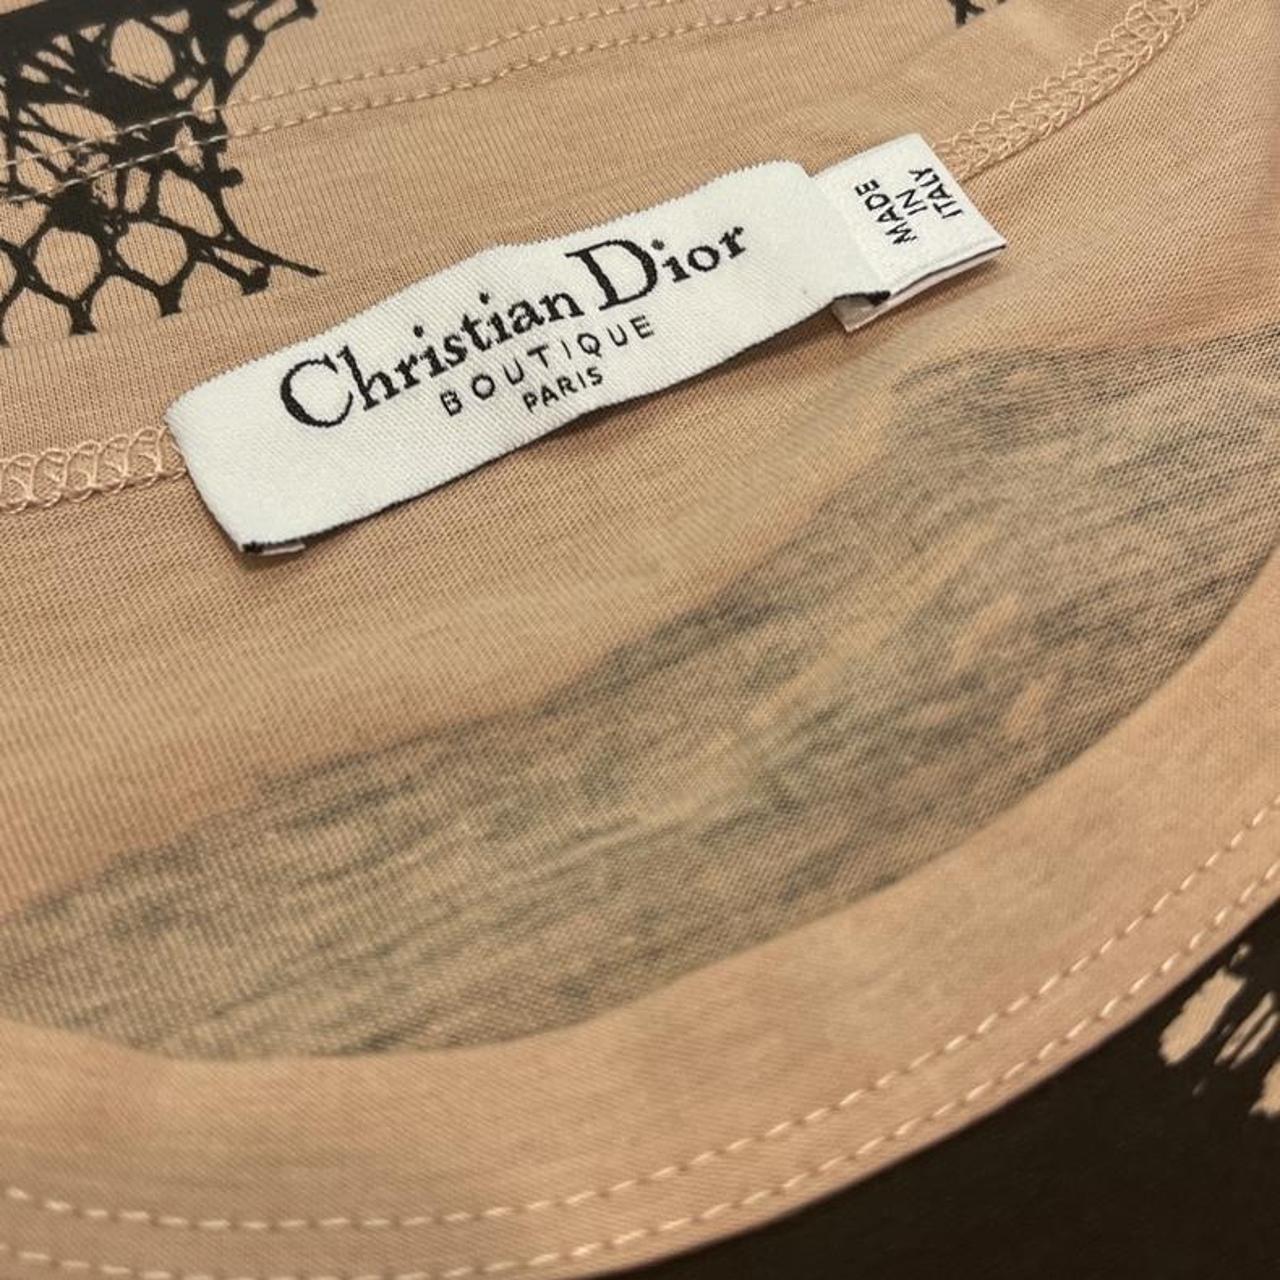 Christian Dior
BOUTIQUE
PARIS
MADE
IN
ITALY